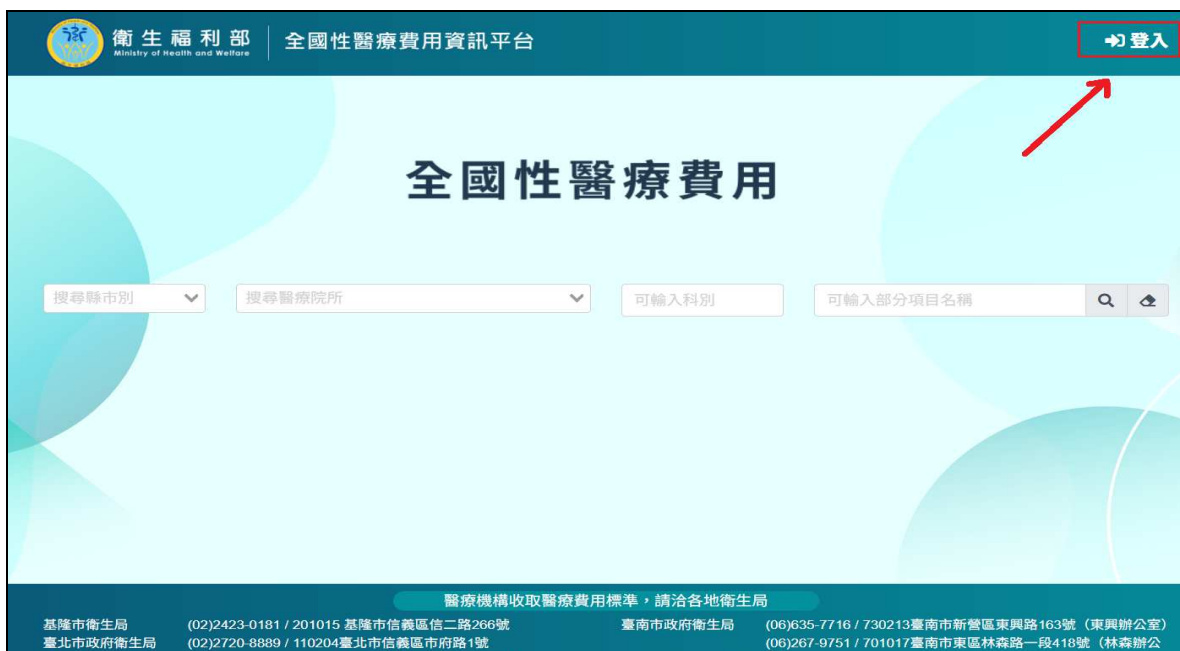 衛生福利部
Ministry of Health and Welfare
全國性醫療費用資訊平台
登入
全國性醫療費用
搜尋縣市別
搜尋醫療院所
可輸入科別
可輸入部分項目名稱
醫療機構收取醫療費用標準，請洽各地衛生局
基隆市衛生局 (02)2423-0181 / 201015 基隆市信義區信二路266號
臺北市政府衛生局 (02)2720-8889 / 110204臺北市信義區市府路1號
臺南市政府衛生局 (06)635-7716 / 730213臺南市新營區東興路163號（東興辦公室）
(06)267-9751 / 701017臺南市東區林森路一段418號（林森辦公